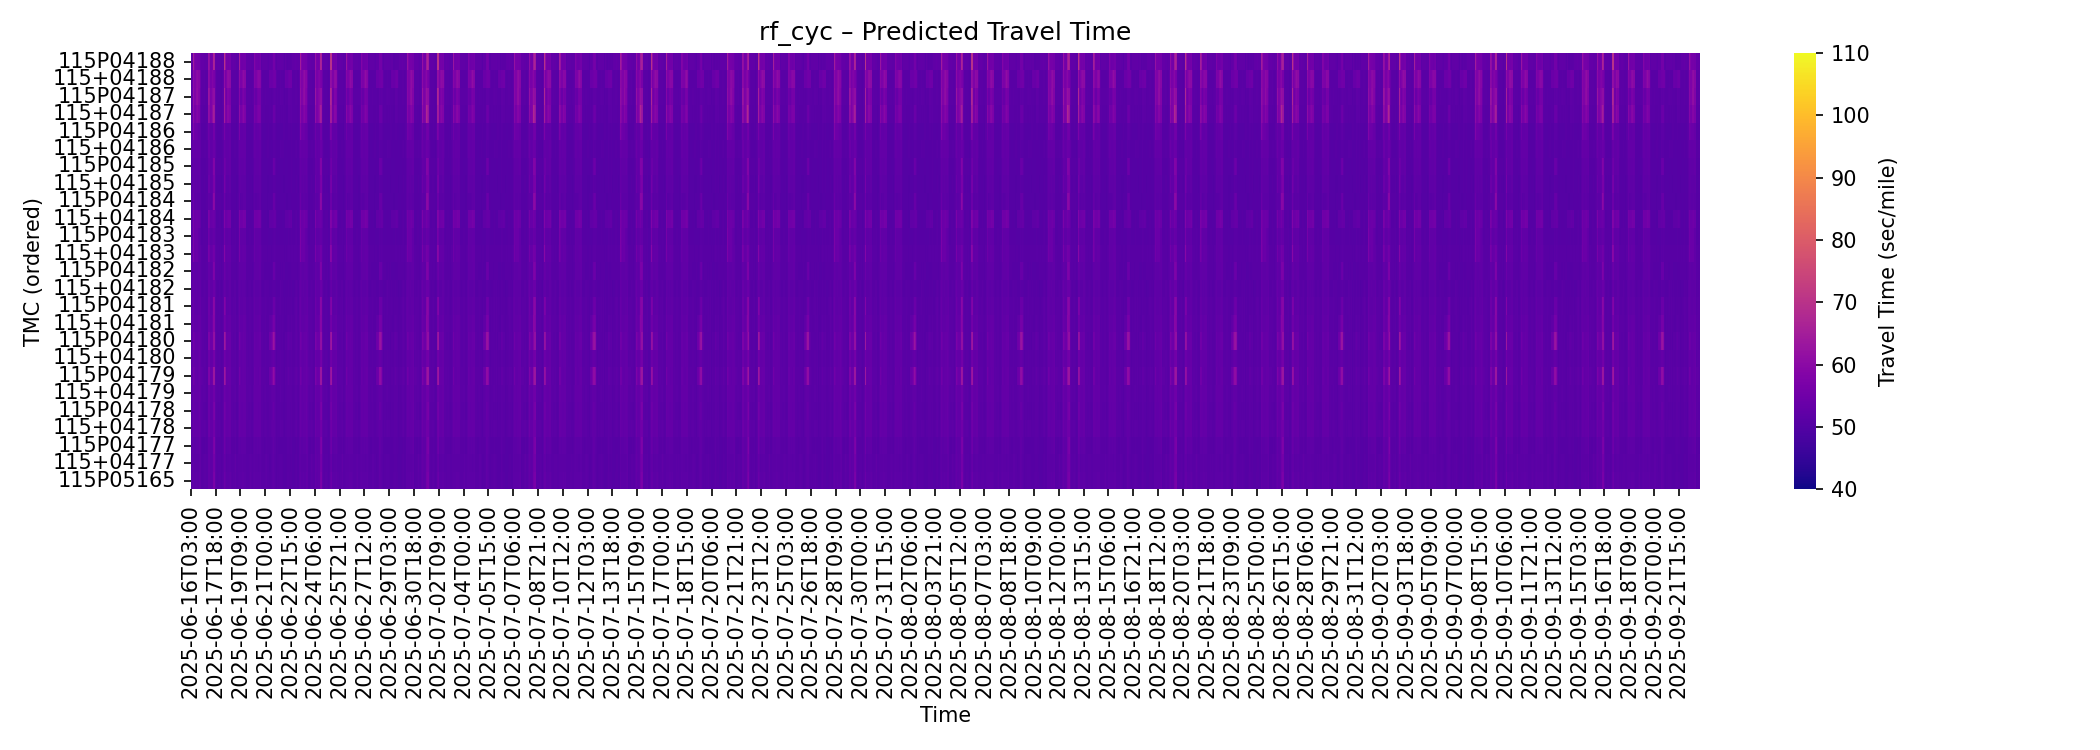 rf_cyc – Predicted Travel Time
TMC (ordered)
115P04188
115+04188
115P04187
115+04187
115P04186
115+04186
115P04185
115+04185
115P04184
115+04184
115P04183
115+04183
115P04182
115+04182
115P04181
115+04181
115P04180
115+04180
115P04179
115+04179
115P04178
115+04178
115P04177
115+04177
115P05165
2025-06-16T03:00
2025-06-17T18:00
2025-06-19T09:00
2025-06-21T00:00
2025-06-22T15:00
2025-06-24T06:00
2025-06-25T21:00
2025-06-27T12:00
2025-06-29T03:00
2025-06-30T18:00
2025-07-02T09:00
2025-07-04T00:00
2025-07-05T15:00
2025-07-07T06:00
2025-07-08T21:00
2025-07-10T12:00
2025-07-12T03:00
2025-07-13T18:00
2025-07-15T09:00
2025-07-17T00:00
2025-07-18T15:00
2025-07-20T06:00
2025-07-21T21:00
2025-07-23T12:00
2025-07-25T03:00
2025-07-26T18:00
2025-07-28T09:00
2025-07-30T00:00
2025-07-31T15:00
2025-08-02T06:00
2025-08-03T21:00
2025-08-05T12:00
2025-08-07T03:00
2025-08-08T18:00
2025-08-10T09:00
2025-08-12T00:00
2025-08-13T15:00
2025-08-15T06:00
2025-08-16T21:00
2025-08-18T12:00
2025-08-20T03:00
2025-08-21T18:00
2025-08-23T09:00
2025-08-25T00:00
2025-08-26T15:00
2025-08-28T06:00
2025-08-29T21:00
2025-08-31T12:00
2025-09-02T03:00
2025-09-03T18:00
2025-09-05T09:00
2025-09-07T00:00
2025-09-08T15:00
2025-09-10T06:00
2025-09-11T21:00
2025-09-13T12:00
2025-09-15T03:00
2025-09-16T18:00
2025-09-18T09:00
2025-09-20T00:00
2025-09-21T15:00
Time
110
100
90
80
70
60
50
40
Travel Time (sec/mile)